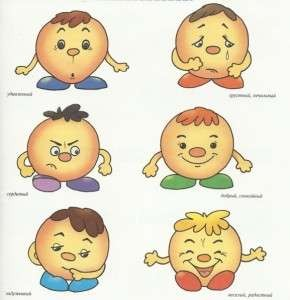 удивленный
грустный, печальный
сердитый
добрый, спокойный
задумчивый
веселый, радостный